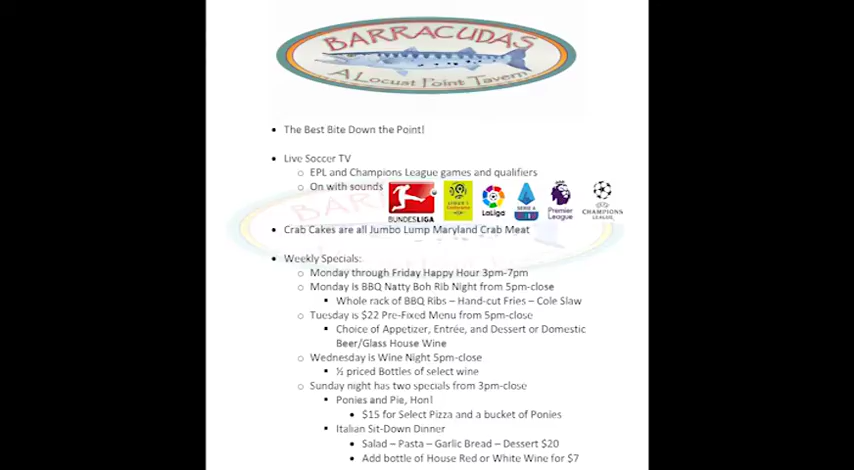 BARRACUDAS
A Locust Point Tavern
• The Best Bite Down the Point!
• Live Soccer TV
o EPL and Champions League games and qualifiers
o On with sounds
BUNDESLIGA
LIGUE 1
LaLiga
SERIE A
Premier League
CHAMPIONS LEAGUE
• Crab Cakes are all Jumbo Lump Maryland Crab Meat
• Weekly Specials:
o Monday through Friday Happy Hour 3pm-7pm
o Monday is BBQ Natty Boh Rib Night from 5pm-close
▪ Whole rack of BBQ Ribs – Hand-cut Fries – Cole Slaw
o Tuesday is $22 Pre-Fixed Menu from 5pm-close
▪ Choice of Appetizer, Entrée, and Dessert or Domestic
Beer/Glass House Wine
o Wednesday is Wine Night 5pm-close
▪ ½ priced Bottles of select wine
o Sunday night has two specials from 3pm-close
▪ Ponies and Pie, Hon!
• $15 for Select Pizza and a bucket of Ponies
▪ Italian Sit-Down Dinner
• Salad – Pasta – Garlic Bread – Dessert $20
• Add bottle of House Red or White Wine for $7